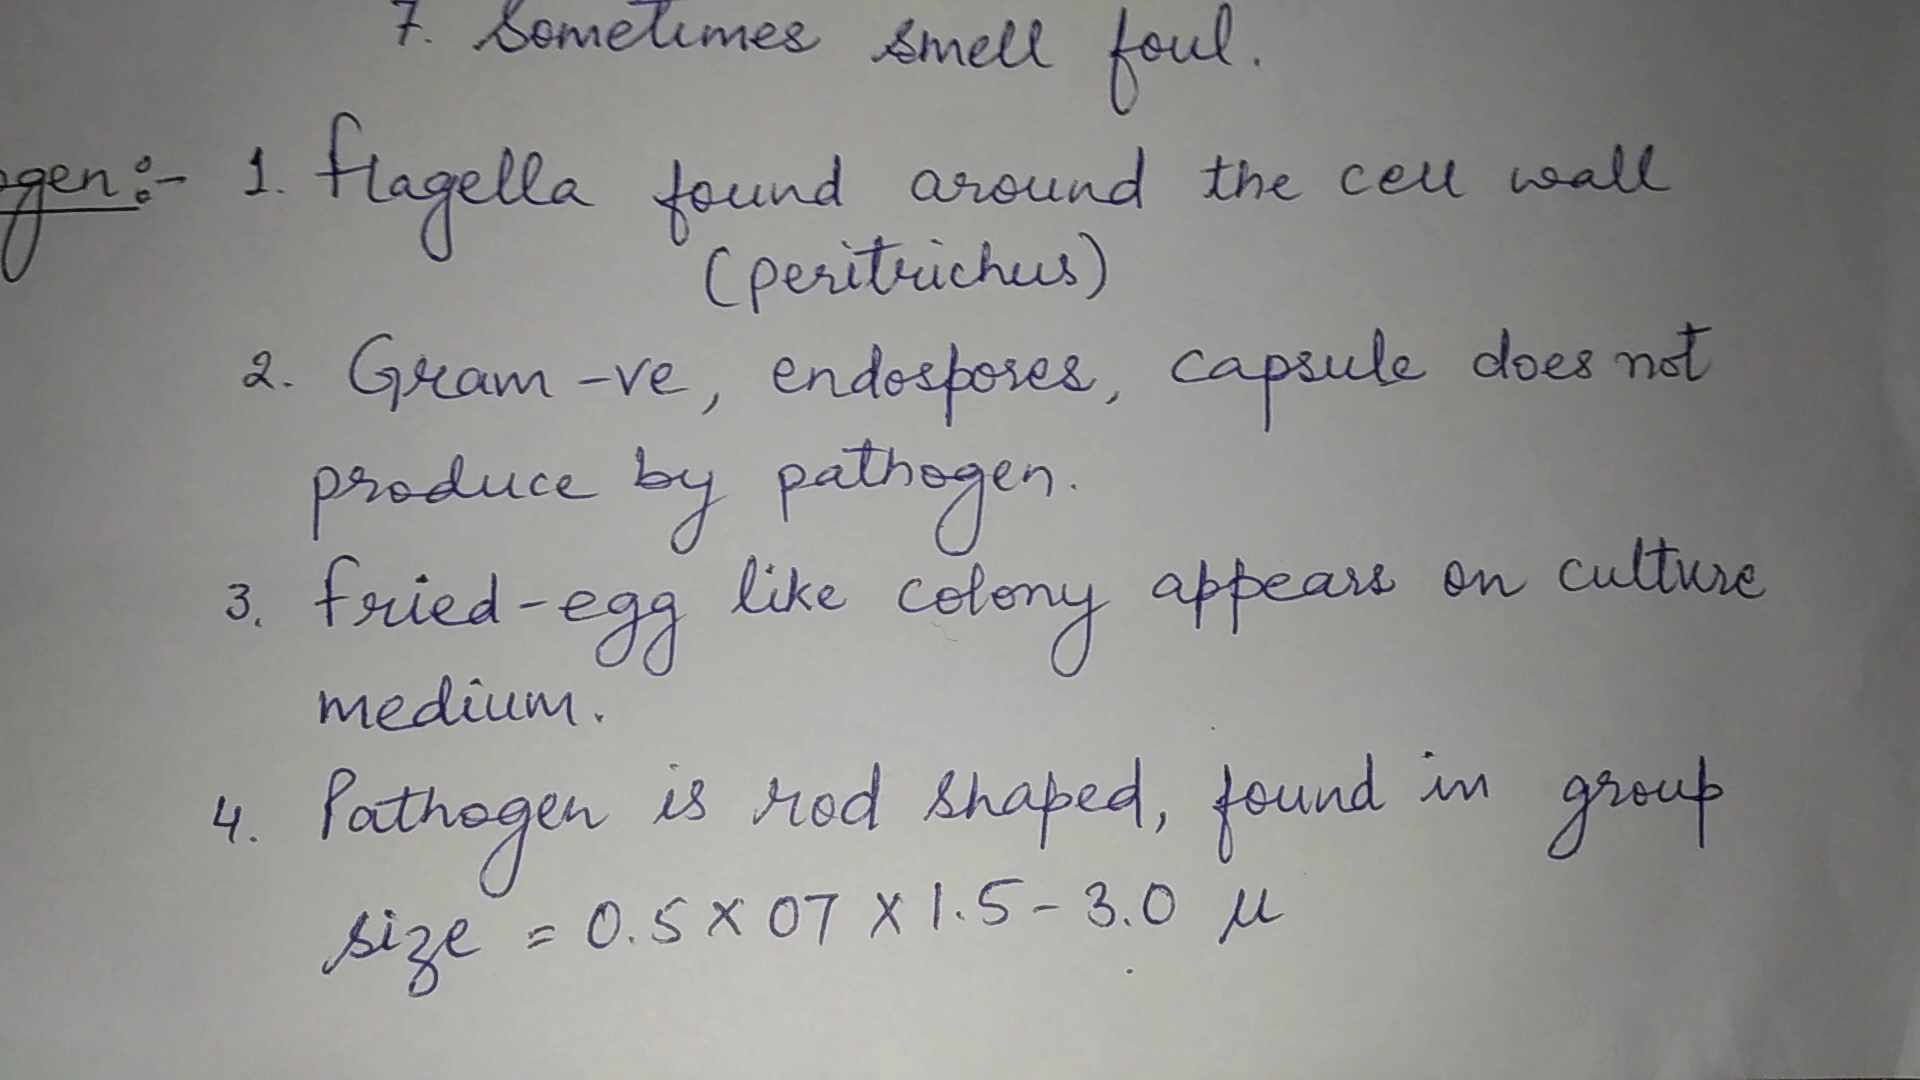 7. Sometimes smell foul.
ogen:- 1. flagella found around the cell wall
(peritrichus)
2. Gram -ve, endospores, capsule does not
produce by pathogen.
3. fried-egg like colony appears on culture
medium.
4. Pathogen is rod shaped, found in group
size = 0.5 x 07 x 1.5 - 3.0 μ